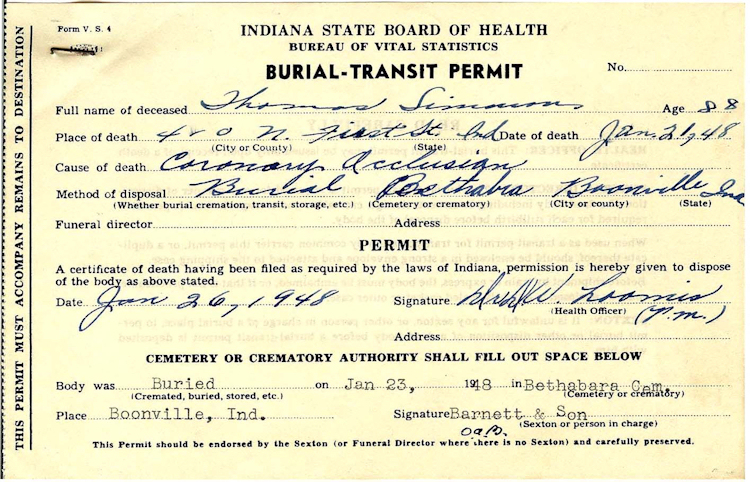 Form V. S. 4
INDIANA STATE BOARD OF HEALTH
BUREAU OF VITAL STATISTICS
BURIAL-TRANSIT PERMIT
No.
Full name of deceased Thomas Simmons Age 88
Place of death 400 N. First St. Ind Date of death Jan. 21, 48
(City or County) (State)
Cause of death Coronary Occlusion
Method of disposal Burial Bethabra Boonville Ind
(Whether burial cremation, transit, storage, etc.) (Cemetery or crematory) (City or county) (State)
Funeral director Address
PERMIT
A certificate of death having been filed as required by the laws of Indiana, permission is hereby given to dispose
of the body as above stated.
Date Jan 26, 1948 Signature Loomis
(Health Officer) (P.M.)
Address
CEMETERY OR CREMATORY AUTHORITY SHALL FILL OUT SPACE BELOW
Body was Buried on Jan 23, 1948 in Bethabara Cem.
(Cremated, buried, stored, etc.) (Cemetery or crematory)
Place Boonville, Ind. Signature Barnett & Son
(Sexton or person in charge)
This Permit should be endorsed by the Sexton (or Funeral Director where there is no Sexton) and carefully preserved.
THIS PERMIT MUST ACCOMPANY REMAINS TO DESTINATION